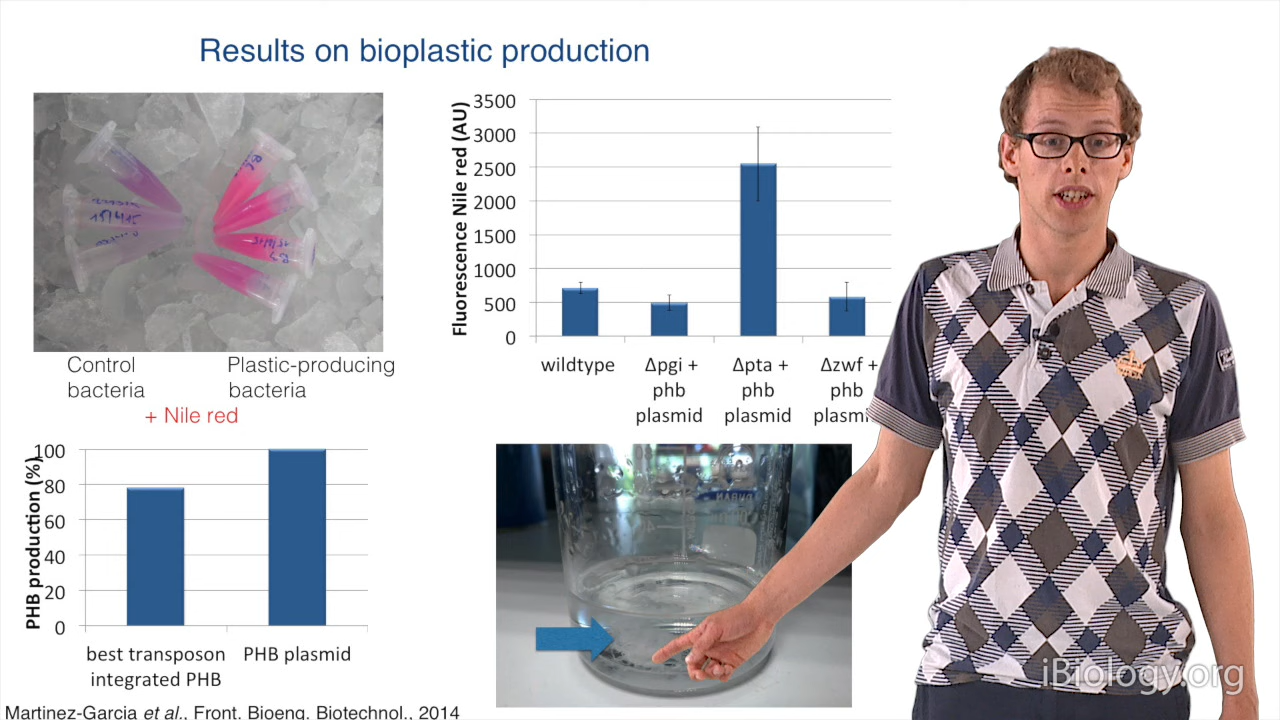 Results on bioplastic production
Control
bacteria
Plastic-producing
bacteria
+ Nile red
Fluorescence Nile red (AU)
3500
3000
2500
2000
1500
1000
500
0
wildtype
Δpgi +
phb
plasmid
Δpta +
phb
plasmid
Δzwf +
phb
PHB production (%)
100
80
60
40
20
0
best transposon
integrated PHB
PHB plasmid
Martinez-Garcia et al., Front. Bioeng. Biotechnol., 2014
iBiology.org